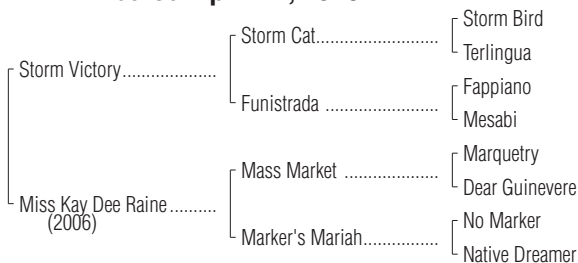 Storm Bird
Storm Cat..........................
Terlingua
Storm Victory....................
Fappiano
Funistrada ........................
Mesabi
Marquetry
Mass Market ....................
Dear Guinevere
Miss Kay Dee Raine..........
(2006)
No Marker
Marker's Mariah................
Native Dreamer